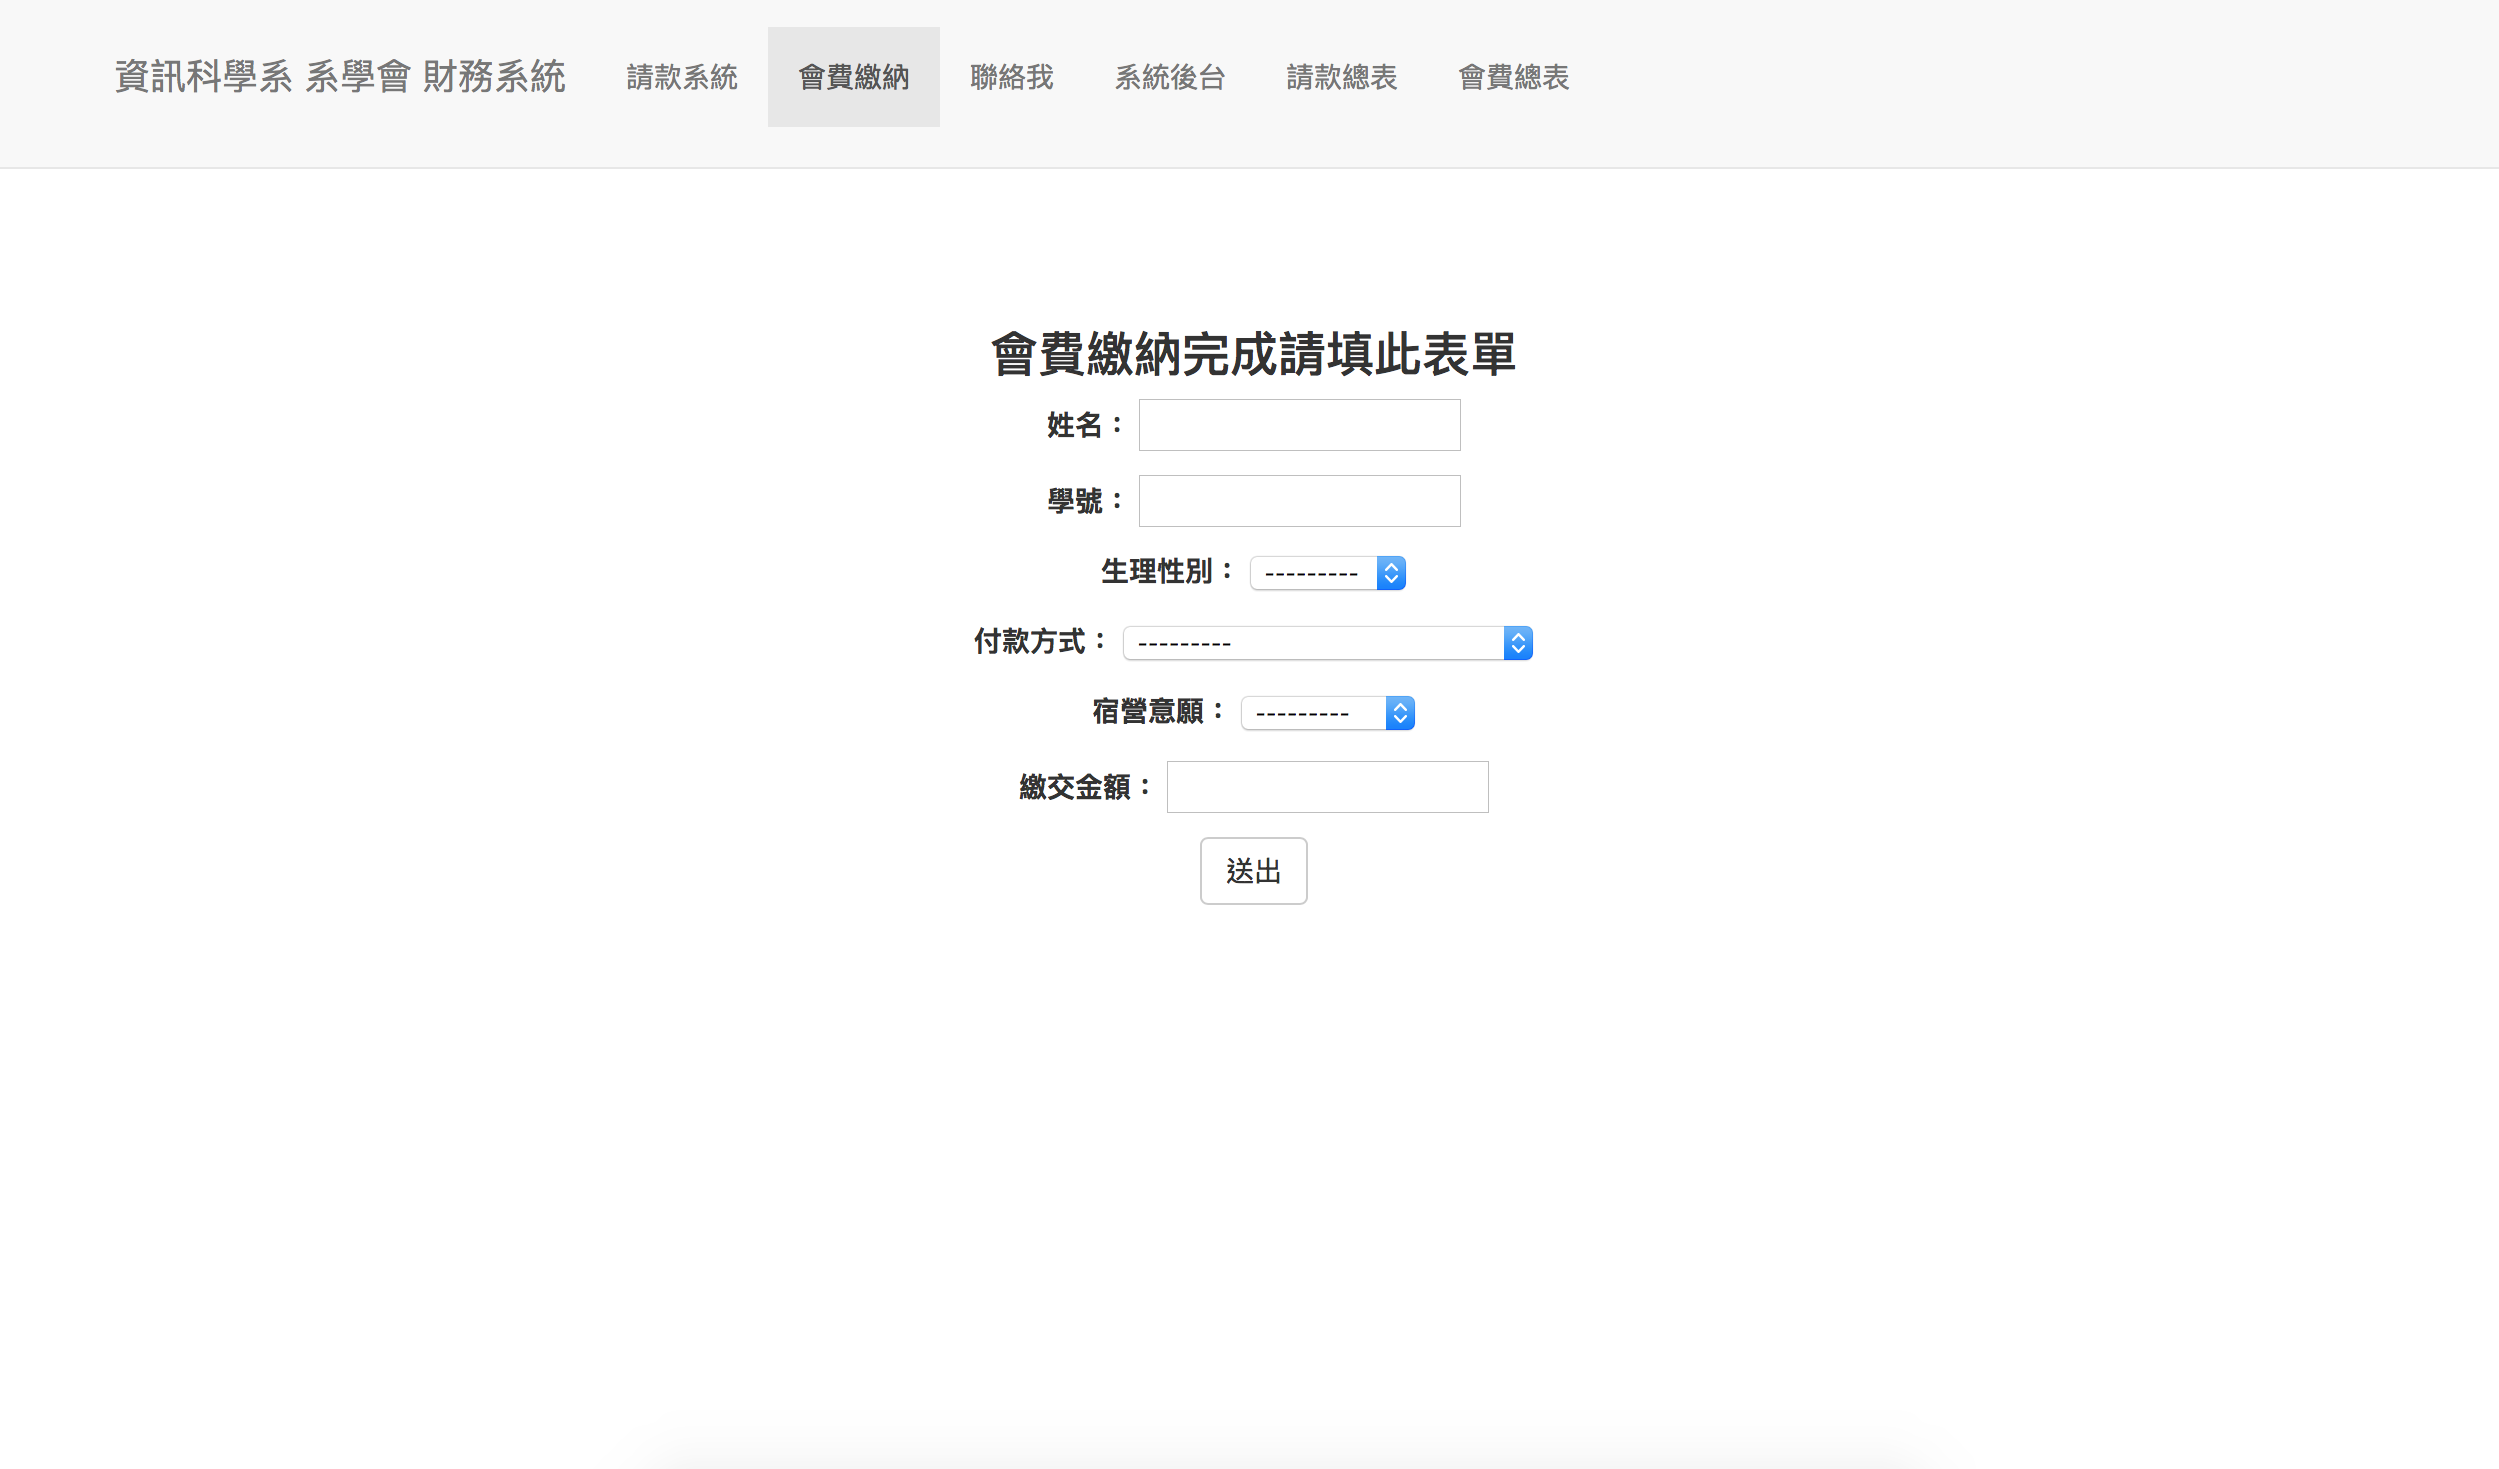 資訊科學系 系學會 財務系統 請款系統 會費繳納 聯絡我 系統後台 請款總表 會費總表
會費繳納完成請填此表單
姓名：
學號：
生理性別： ---------
付款方式： ---------
宿營意願： ---------
繳交金額：
送出